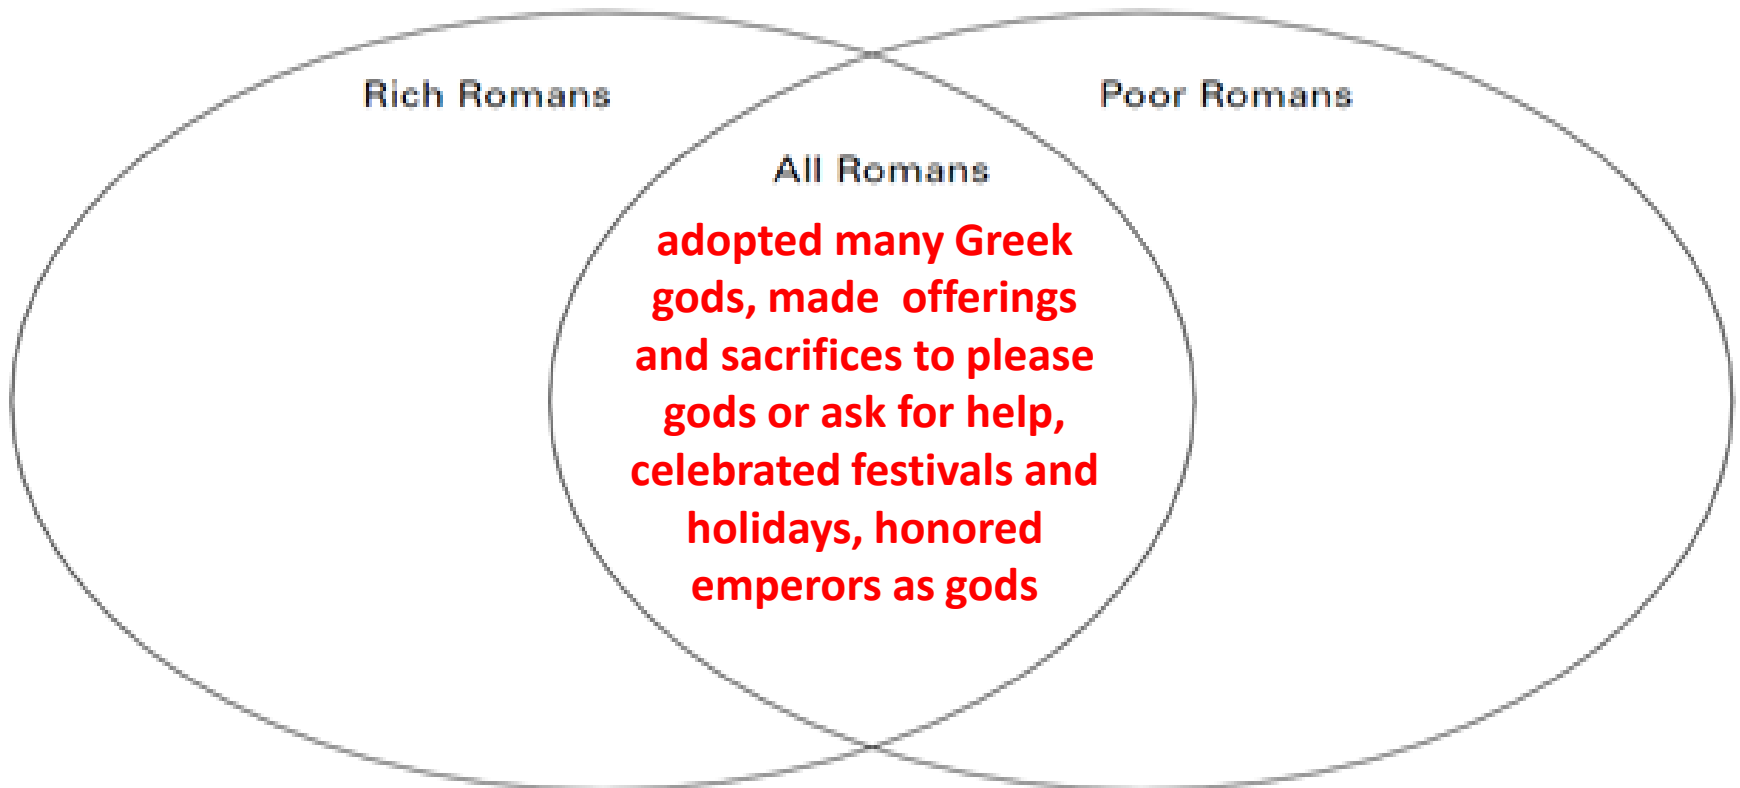 Rich Romans
Poor Romans
All Romans
adopted many Greek
gods, made  offerings
and sacrifices to please
gods or ask for help,
celebrated festivals and
holidays, honored
emperors as gods